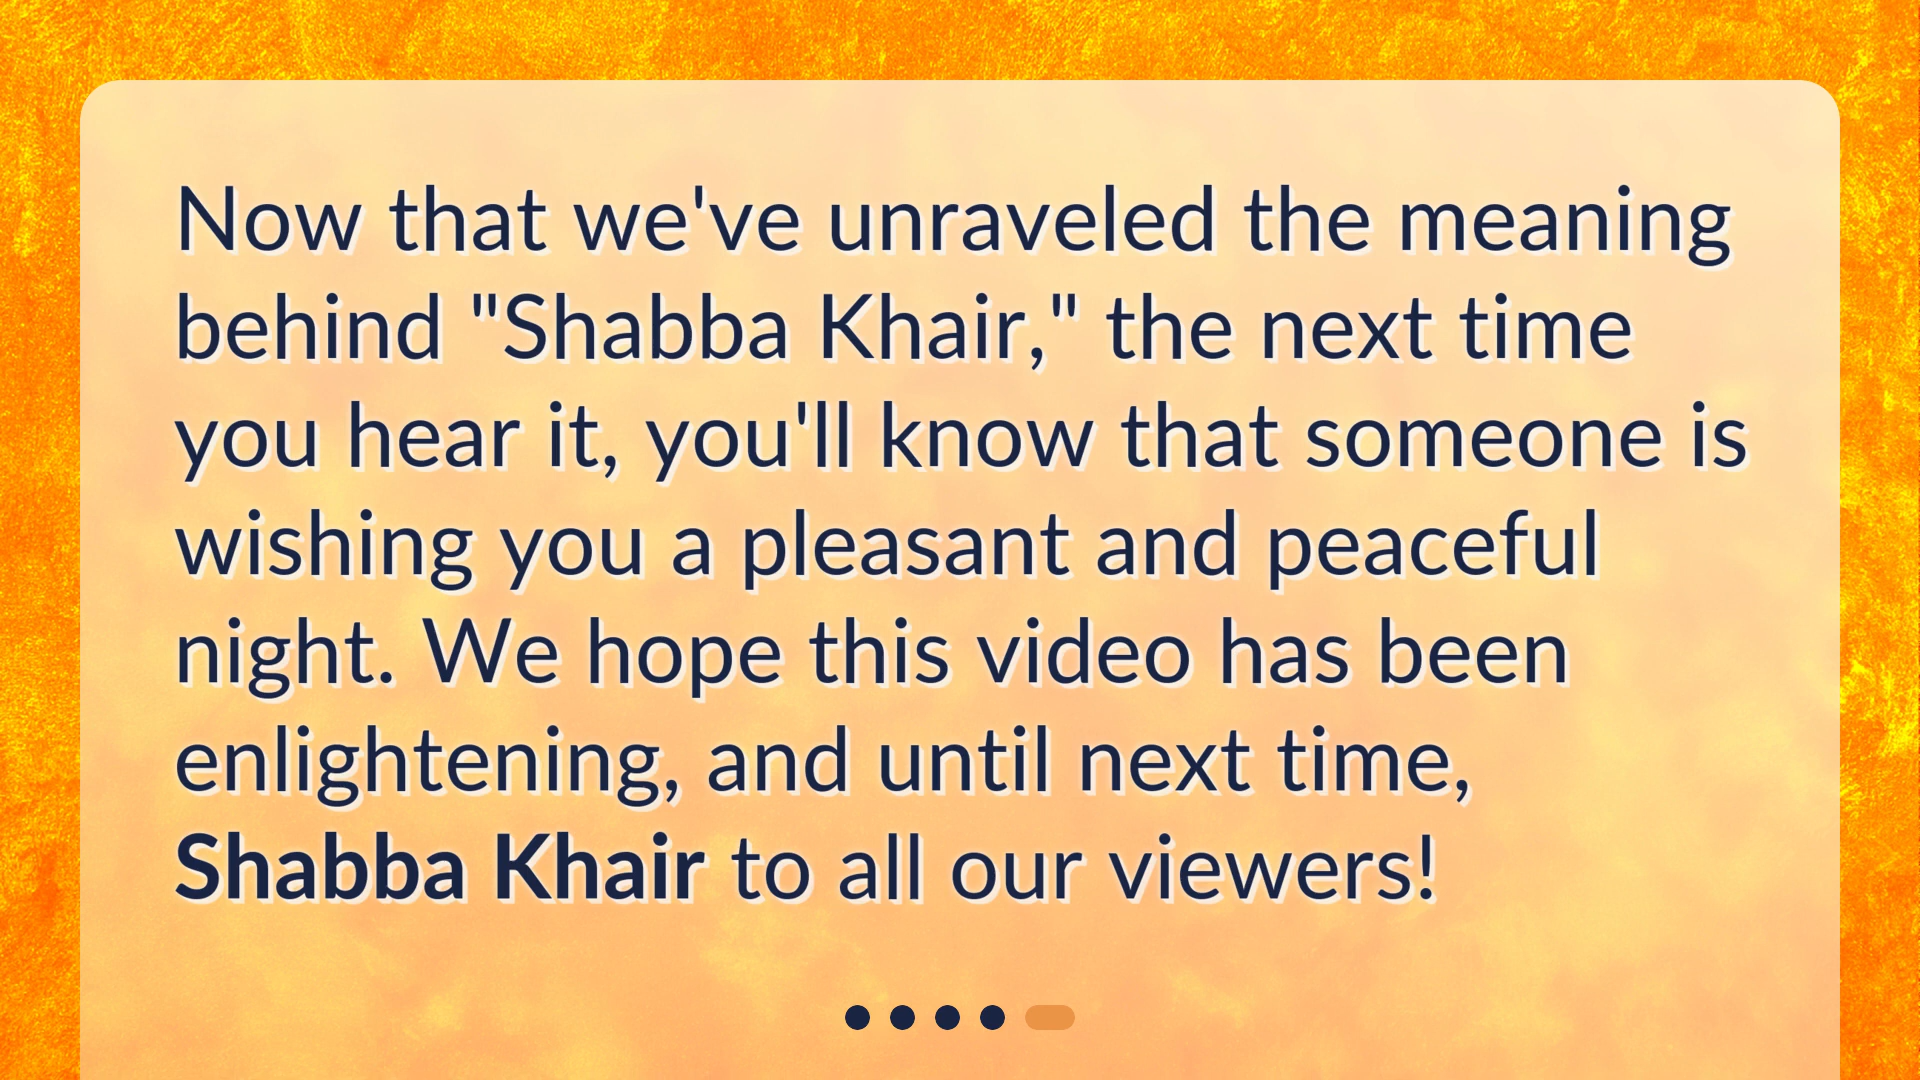 Now that we've unraveled the meaning
behind "Shabba Khair," the next time
you hear it, you'll know that someone is
wishing you a pleasant and peaceful
night. We hope this video has been
enlightening, and until next time,
Shabba Khair to all our viewers!